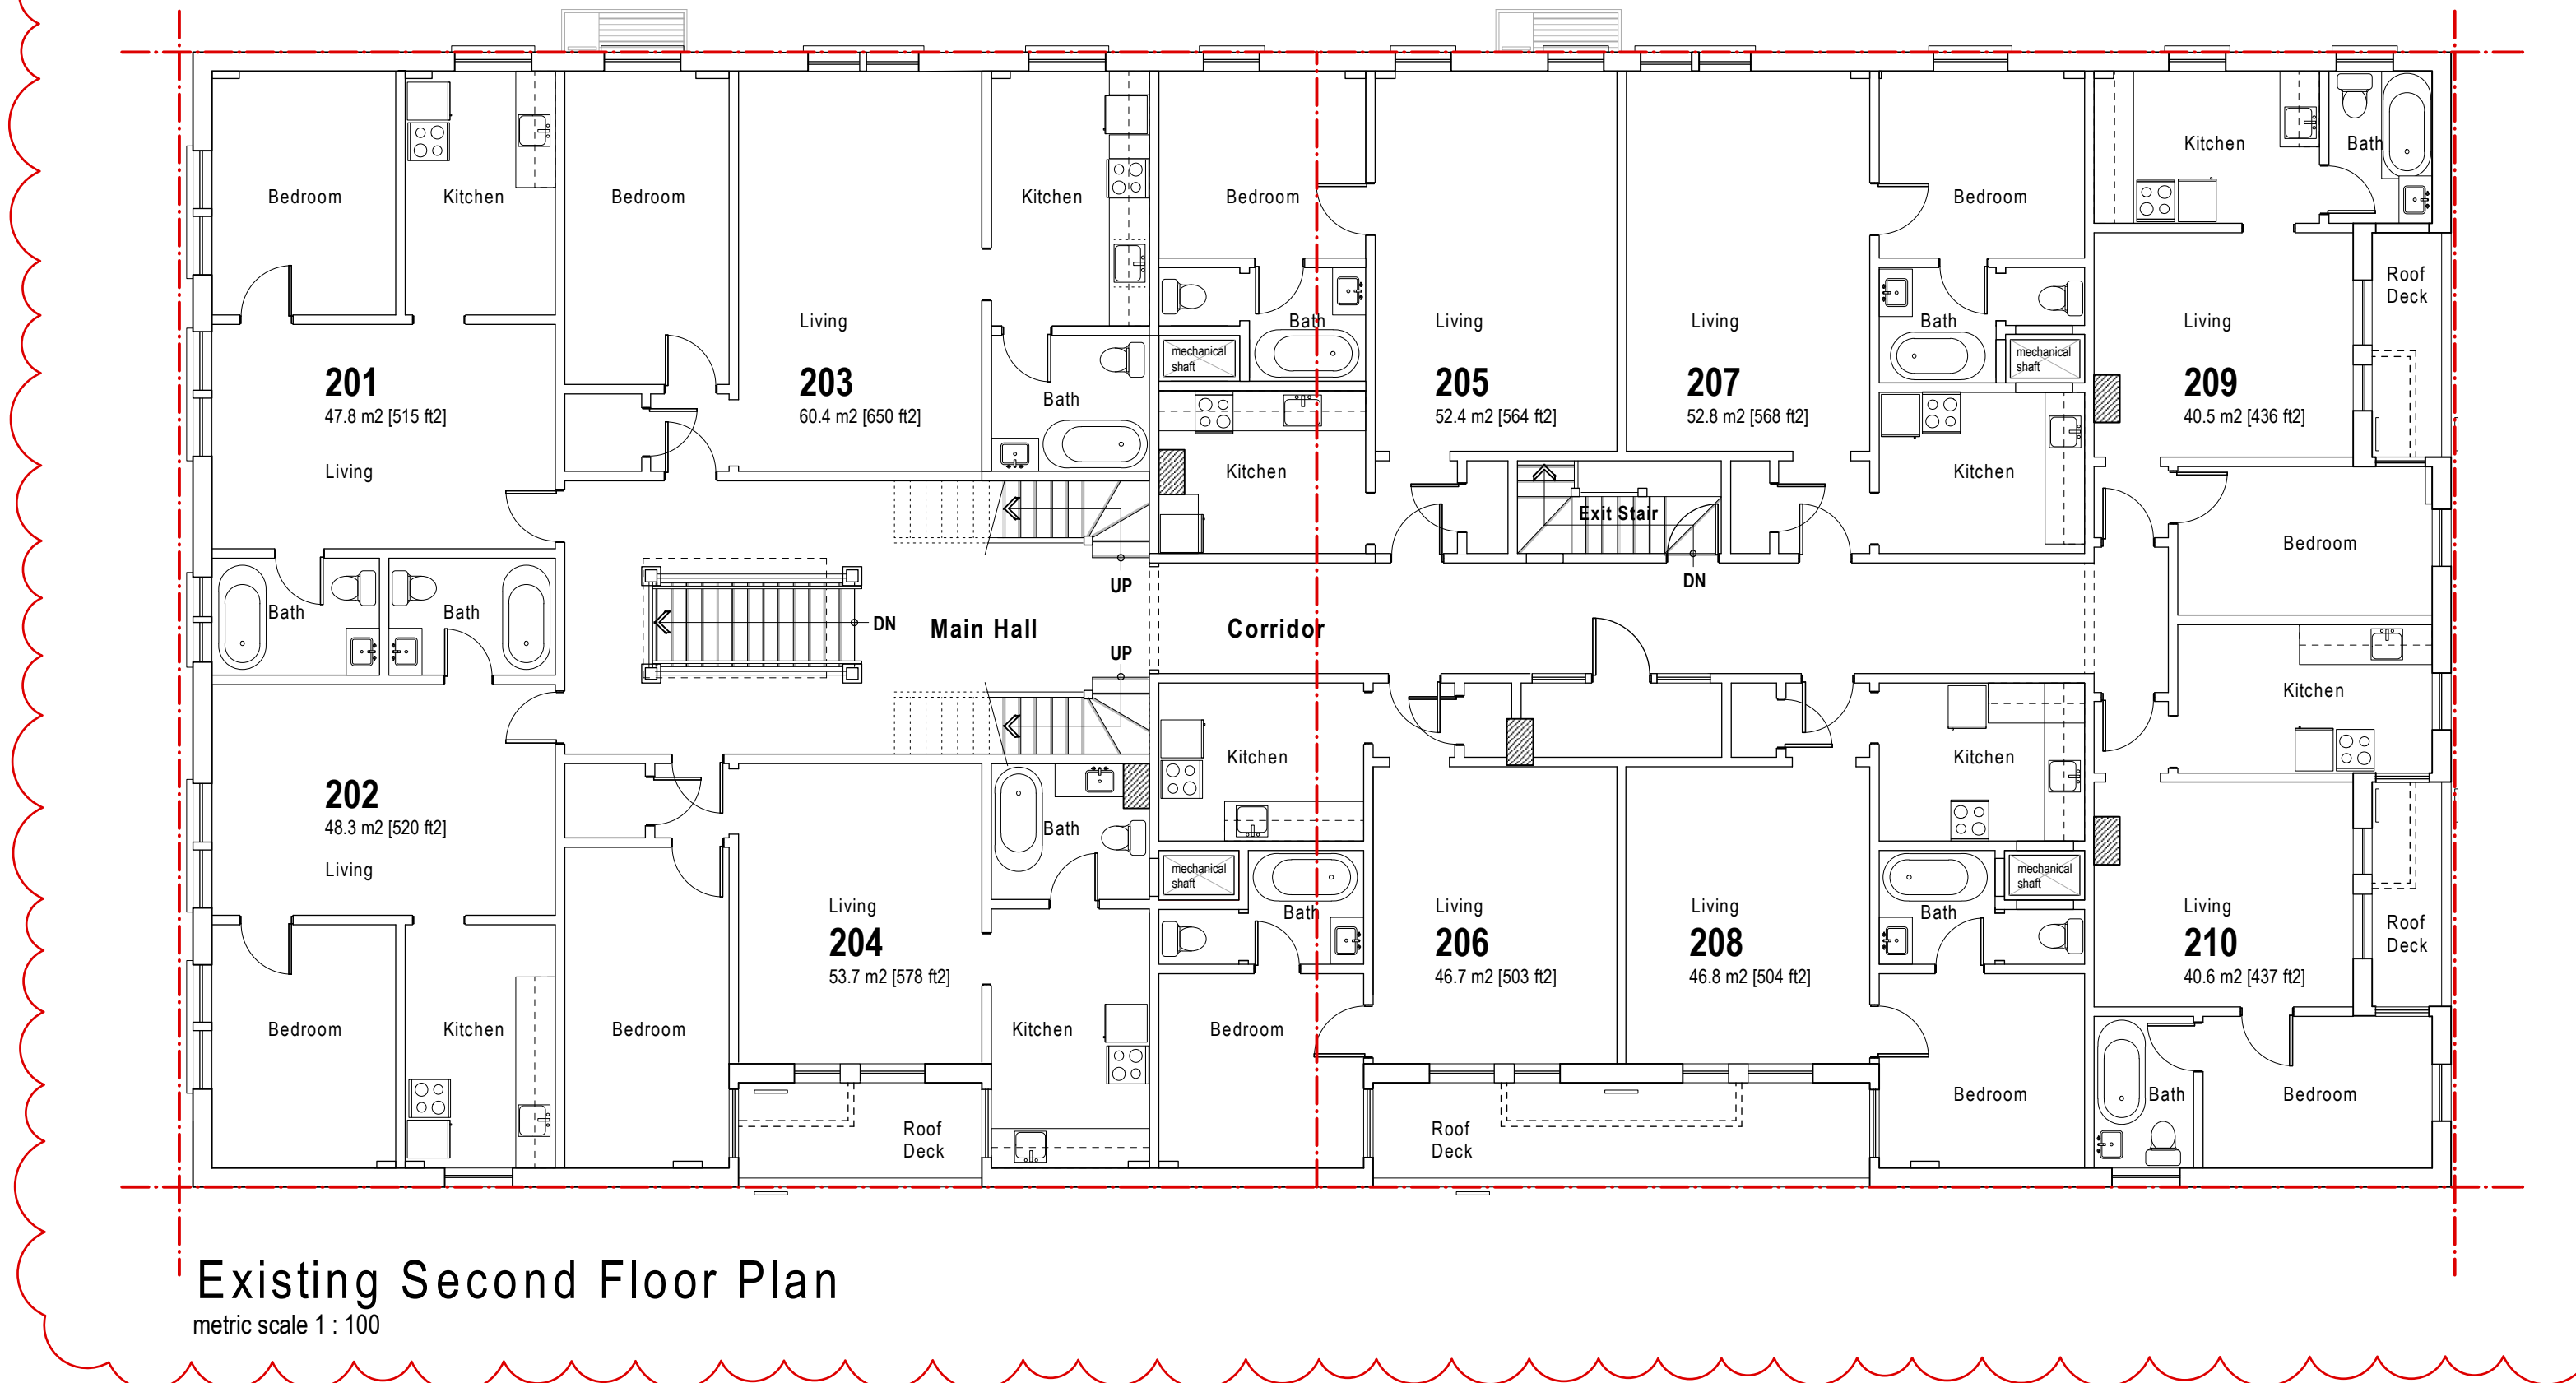 Kitchen
Bath
Bedroom
Kitchen
Bedroom
Kitchen
Bedroom
Bedroom
Roof
Deck
Living
Bath
Living
Living
Bath
Living
mechanical
shaft
mechanical
shaft
201
47.8 m2 [515 ft2]
203
60.4 m2 [650 ft2]
Bath
205
52.4 m2 [564 ft2]
207
52.8 m2 [568 ft2]
209
40.5 m2 [436 ft2]
Living
Kitchen
Kitchen
Exit Stair
Bedroom
UP
DN
Bath
Bath
DN
Main Hall
Corridor
UP
Kitchen
Kitchen
Kitchen
202
48.3 m2 [520 ft2]
Living
Bath
mechanical
shaft
mechanical
shaft
Living
204
53.7 m2 [578 ft2]
Bath
Living
206
46.7 m2 [503 ft2]
Living
208
46.8 m2 [504 ft2]
Bath
Living
210
40.6 m2 [437 ft2]
Roof
Deck
Bedroom
Kitchen
Bedroom
Kitchen
Bedroom
Bedroom
Bath
Bedroom
Roof
Deck
Roof
Deck
Existing Second Floor Plan
metric scale 1 : 100